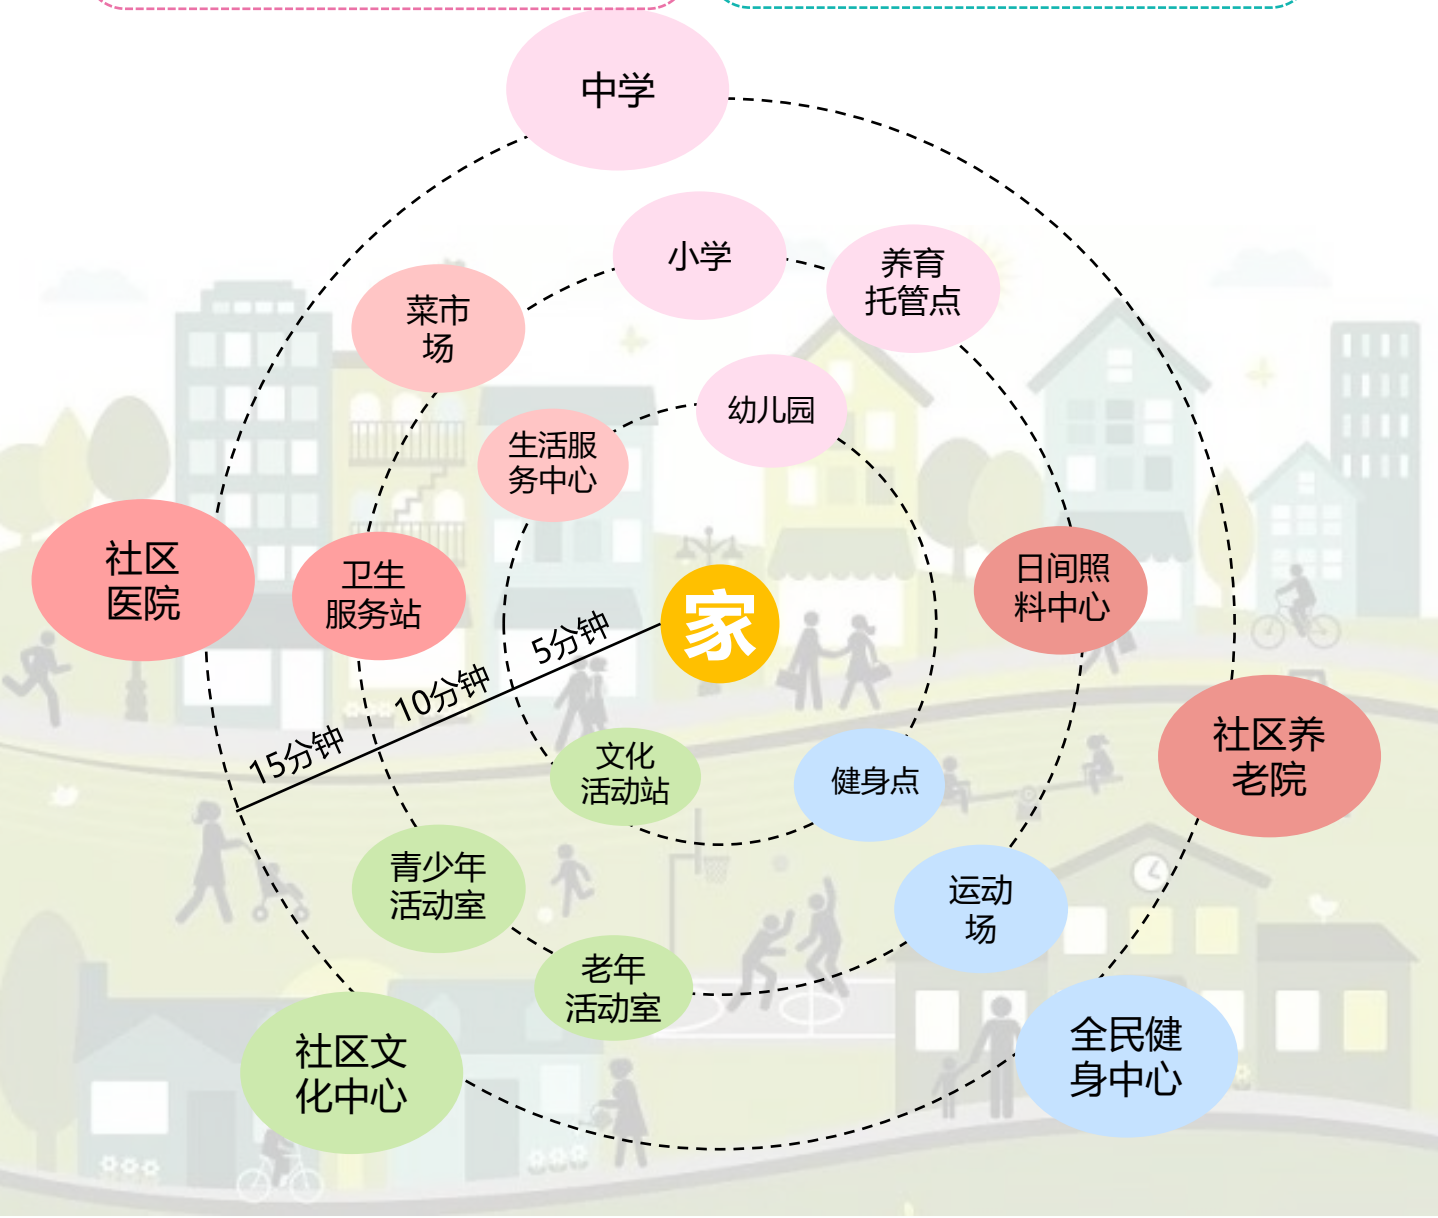 中学
小学
养育
托管点
菜市
场
幼儿园
生活服
务中心
社区
医院
卫生
服务站
家
日间照
料中心
5分钟
10分钟
15分钟
社区养
老院
文化
活动站
健身点
青少年
活动室
运动
场
老年
活动室
社区文
化中心
全民健
身中心